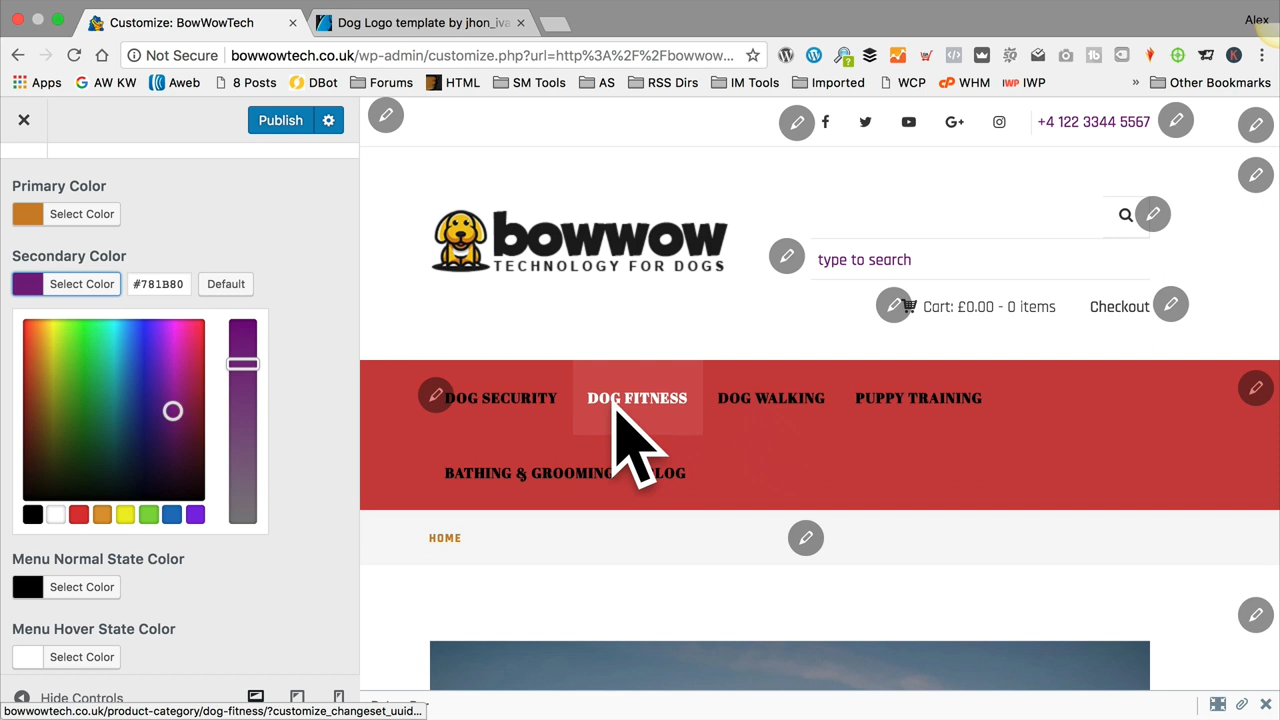 Customize: BowWowTech
Dog Logo template by jhon_iva
Alex
Not Secure
bowwowtech.co.uk/wp-admin/customize.php?url=http%3A%2F%2Fbowwow...
Apps
AW KW
Aweb
8 Posts
DBot
Forums
HTML
SM Tools
AS
RSS Dirs
IM Tools
Imported
WCP
WHM
IWP
»
Other Bookmarks
Publish
+4 122 3344 5567
Primary Color
Select Color
Secondary Color
Select Color
#781B80
Default
bowwow
TECHNOLOGY FOR DOGS
type to search
Cart: £0.00 - 0 items
Checkout
DOG SECURITY
DOG FITNESS
DOG WALKING
PUPPY TRAINING
BATHING & GROOMING
HOME
Menu Normal State Color
Select Color
Menu Hover State Color
Select Color
Hide Controls
bowwowtech.co.uk/product-category/dog-fitness/?customize_changeset_uuid...